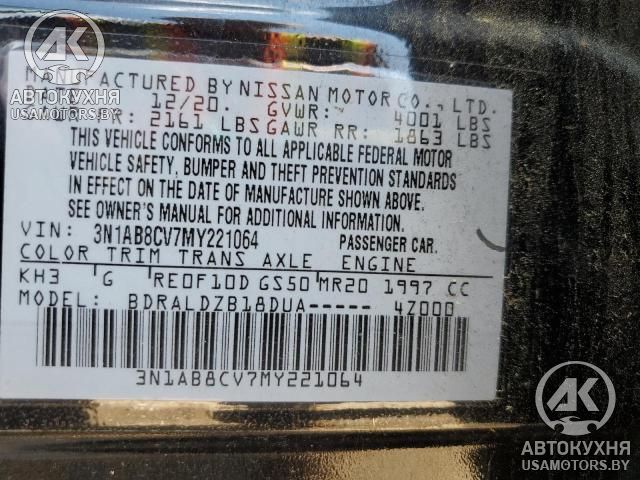 MANUFACTURED BY NISSAN MOTOR CO., LTD.
12/20. GVWR: 4001 LBS
FR: 2161 LBS GAWR RR: 1863 LBS
THIS VEHICLE CONFORMS TO ALL APPLICABLE FEDERAL MOTOR
VEHICLE SAFETY, BUMPER AND THEFT PREVENTION STANDARDS
IN EFFECT ON THE DATE OF MANUFACTURE SHOWN ABOVE.
SEE OWNER'S MANUAL FOR ADDITIONAL INFORMATION.
VIN: 3N1AB8CV7MY221064 PASSENGER CAR.
COLOR TRIM TRANS AXLE ENGINE
KH3 G RE0F10D GS50 MR20 1997 CC
MODEL: BDRALDZB18DUA----- 4Z000
3N1AB8CV7MY221064
АК
АВТОКУХНЯ
USAMOTORS.BY
АК
АВТОКУХНЯ
USAMOTORS.BY